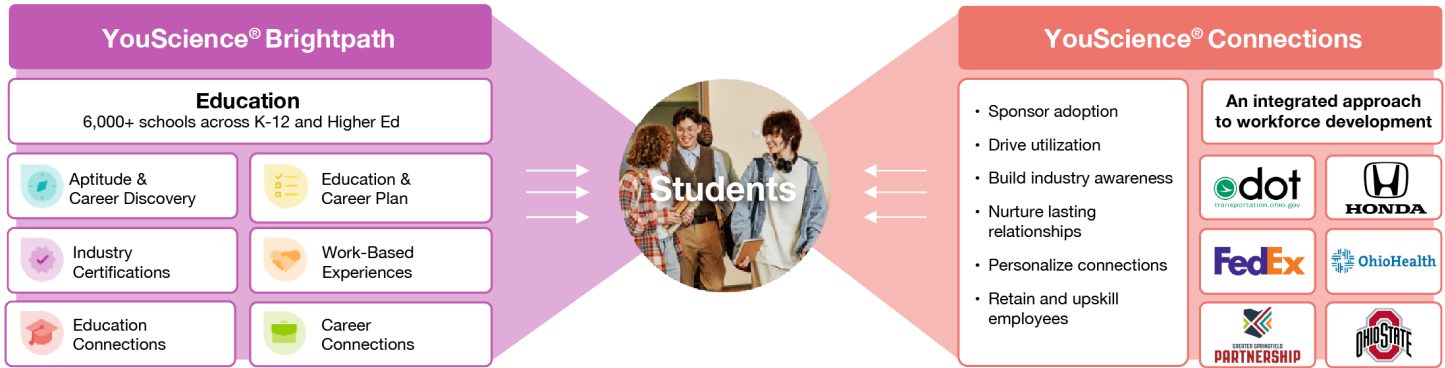 YouScience® Brightpath
Education
6,000+ schools across K-12 and Higher Ed
Aptitude &
Career Discovery
Education &
Career Plan
Industry
Certifications
Work-Based
Experiences
Education
Connections
Career
Connections
Students
YouScience® Connections
• Sponsor adoption
• Drive utilization
• Build industry awareness
• Nurture lasting
relationships
• Personalize connections
• Retain and upskill
employees
An integrated approach
to workforce development
dot
transportation.ohio.gov
HONDA
FedEx
OhioHealth
GREATER SPRINGFIELD
PARTNERSHIP
OHIO STATE